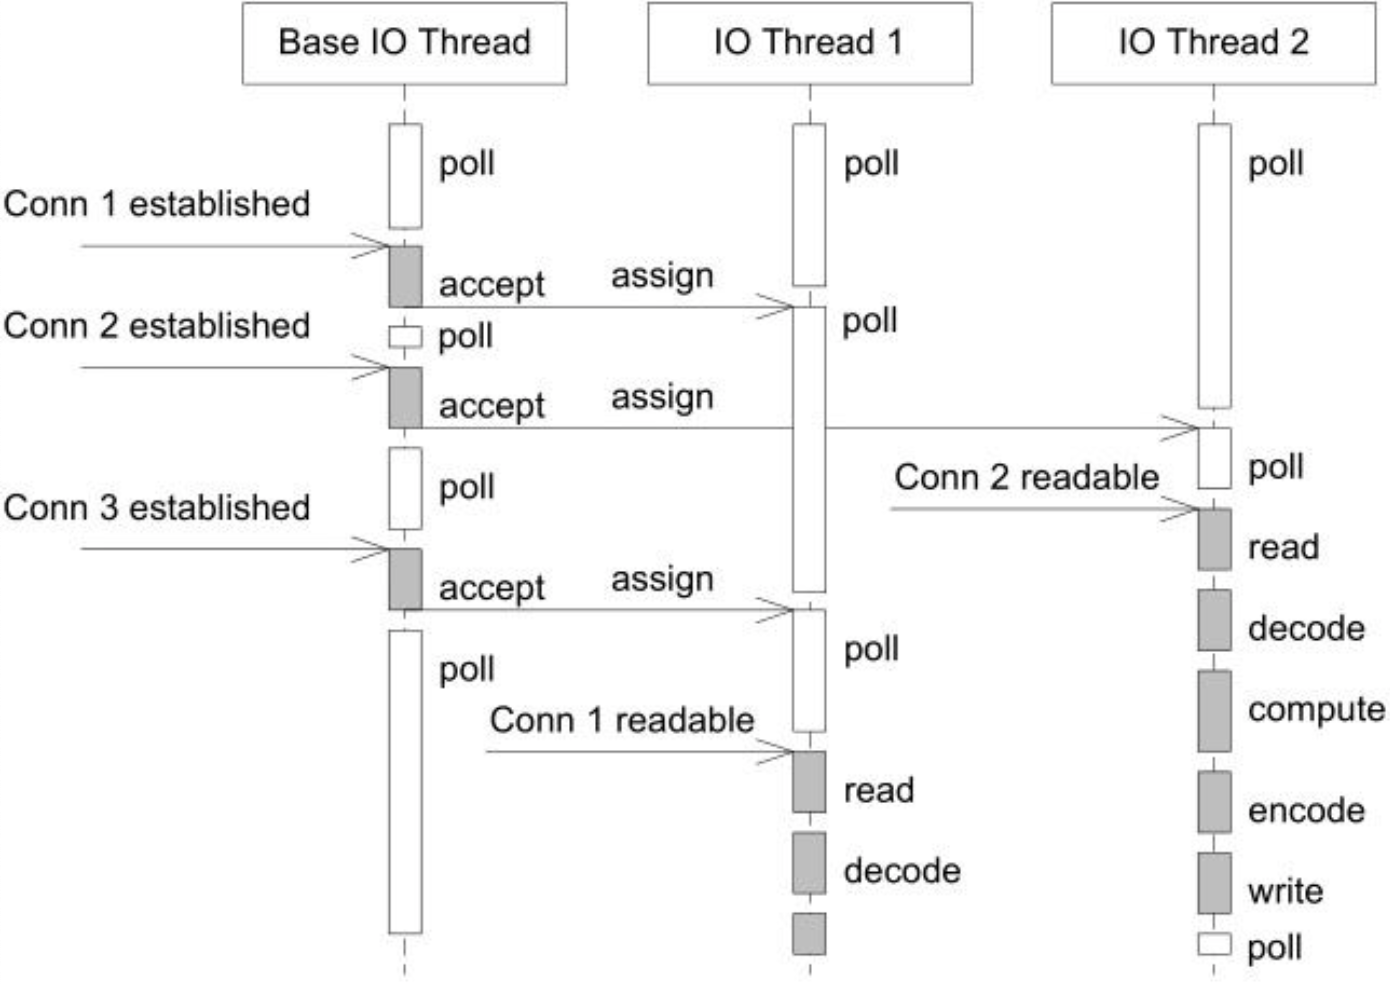 Base IO Thread
IO Thread 1
IO Thread 2
poll
poll
poll
Conn 1 established
accept
assign
poll
Conn 2 established
poll
accept
assign
poll
Conn 2 readable
poll
Conn 3 established
read
accept
assign
decode
poll
poll
compute
Conn 1 readable
read
encode
decode
write
poll